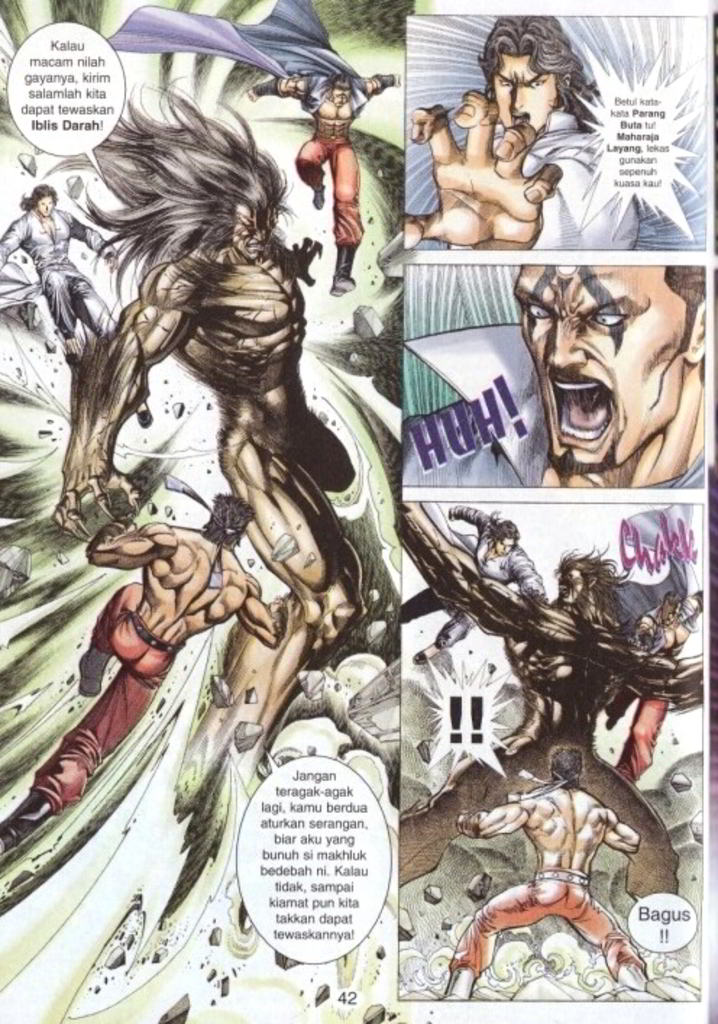 Kalau
macam nilah
gayanya, kirim
salamlah kita
dapat tewaskan
Iblis Darah!
Betul kata-
kata Parang
Buta tu!
Maharaja
Layang, lekas
gunakan
sepenuh
kuasa kau!
HUH!
Chakk
!!
Jangan
teragak-agak
lagi, kamu berdua
aturkan serangan,
biar aku yang
bunuh si makhluk
bedebah ni. Kalau
tidak, sampai
kiamat pun kita
takkan dapat
tewaskannya!
Bagus
!!
42